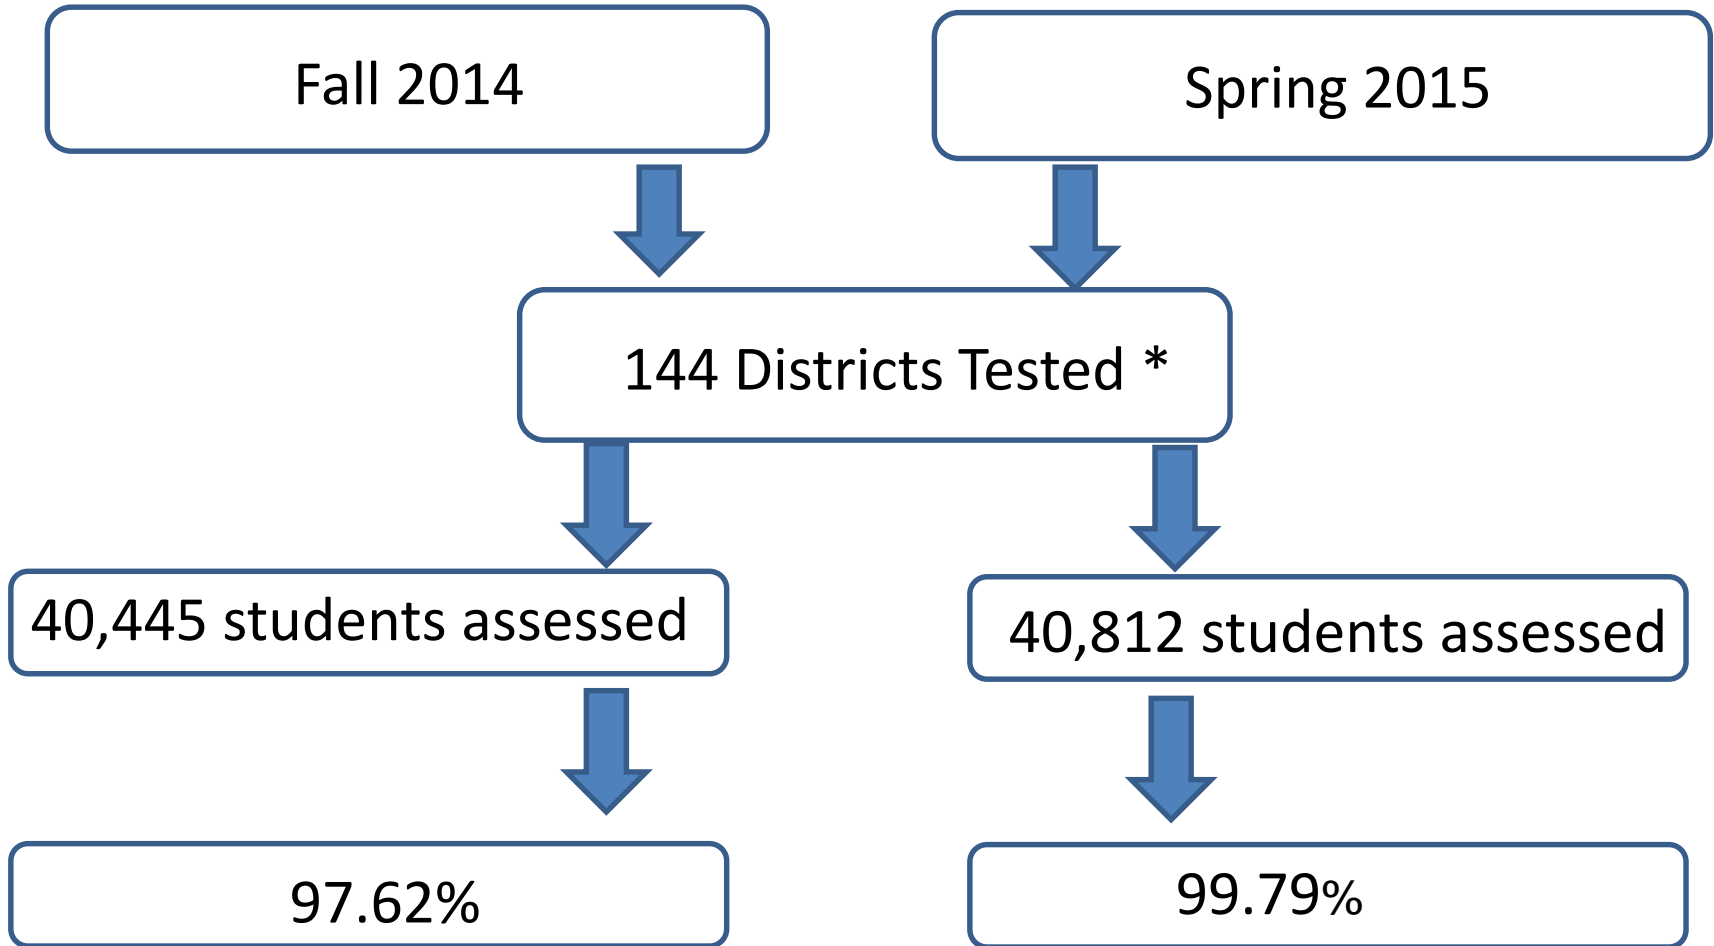 Fall 2014
Spring 2015
144 Districts Tested *
40,445 students assessed
40,812 students assessed
97.62%
99.79%